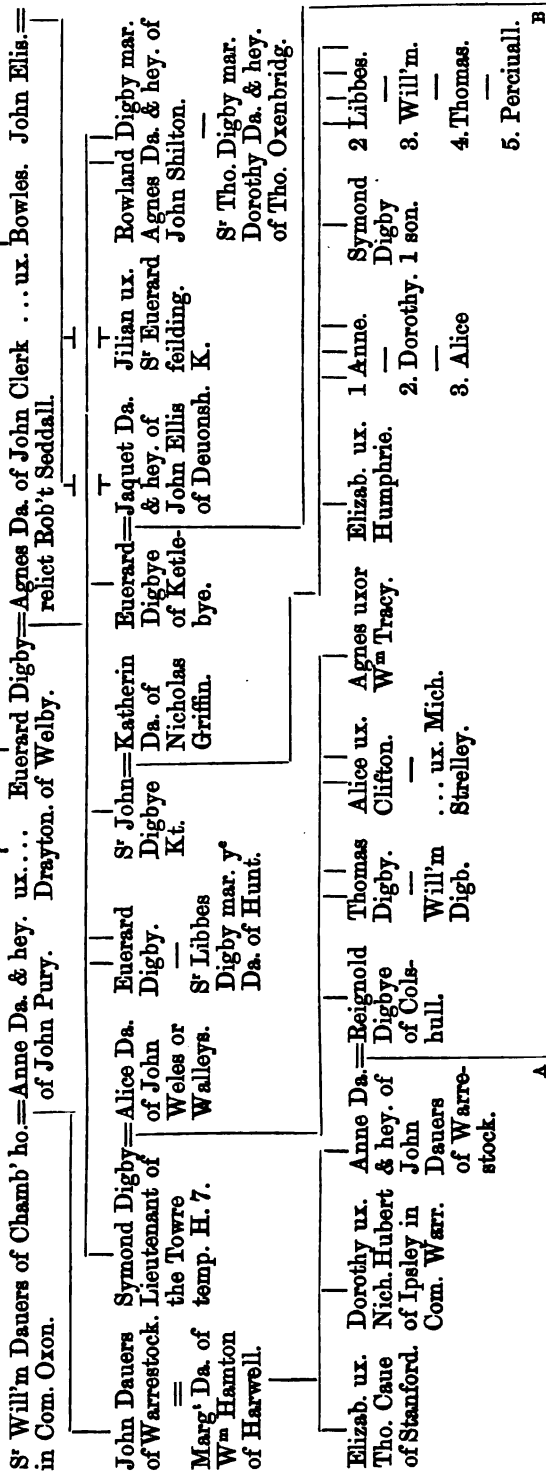 Sr Will'm Dauers of Chamb' ho.=Anne Da. & hey. ux.... Euerard Digby=Agnes Da. of John Clerk ...ux. Bowles. John Elis.=
in Com. Oxon. of John Pury. Drayton. of Welby. relict Rob't Seddall.
John Dauers
of Warrestock.
=
Margt Da. of
Wm Hamton
of Harwell.
Symond Digby=Alice Da.
Lieutenant of of John
the Towre Weles or
temp. H. 7. Walleys.
Euerard
Digby.
—
Sr Libbes
Digby mar. ye
Da. of Hunt.
Sr John=Katherin
Digbye Da. of
Kt. Nicholas
Griffin.
Euerard=Jaquet Da.
Digbye & hey. of
of Ketle- John Ellis
bye. of Deuonsh.
Jilian ux.
Sr Euerard
feilding.
K.
Rowland Digby mar.
Agnes Da. & hey. of
John Shilton.
—
Sr Tho. Digby mar.
Dorothy Da. & hey.
of Tho. Oxenbridg.
Elizab. ux.
Tho. Caue
of Stanford.
Dorothy ux.
Nich. Hubert
of Ipsley in
Com. Warr.
Anne Da.=Reignold
& hey. of Digbye
John of Cols-
Dauers hull.
of Warre-
stock.
Thomas
Digby.
—
Will'm
Digb.
Alice ux.
Clifton.
—
... ux. Mich.
Strelley.
Agnes uxor
Wm Tracy.
Elizab. ux.
Humphrie.
1 Anne.
—
2. Dorothy.
—
3. Alice
Symond
Digby
1 son.
2 Libbes.
—
3. Will'm.
—
4. Thomas.
—
5. Perciuall.
A
B